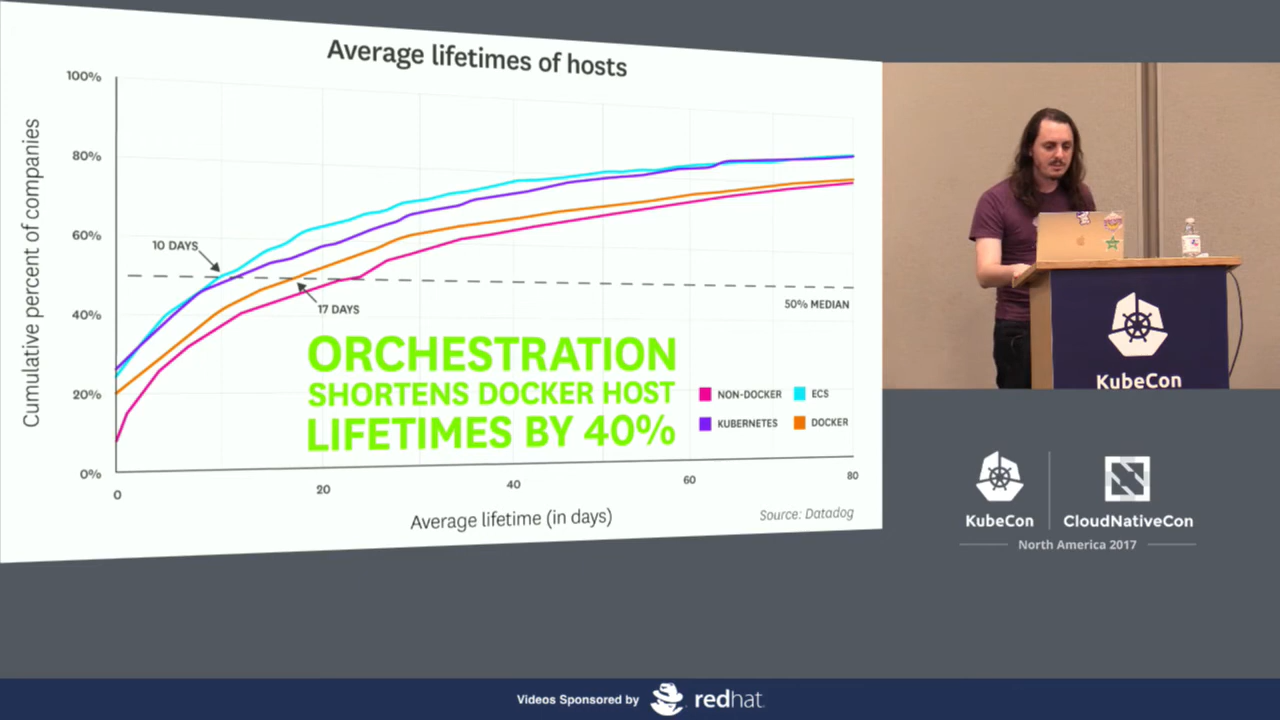 Average lifetimes of hosts
Cumulative percent of companies
100%
80%
60%
40%
20%
0%
10 DAYS
17 DAYS
50% MEDIAN
ORCHESTRATION
SHORTENS DOCKER HOST
LIFETIMES BY 40%
NON-DOCKER
ECS
KUBERNETES
DOCKER
0
20
40
60
80
Average lifetime (in days)
Source: Datadog
KubeCon
KubeCon
CloudNativeCon
North America 2017
Videos Sponsored by
redhat